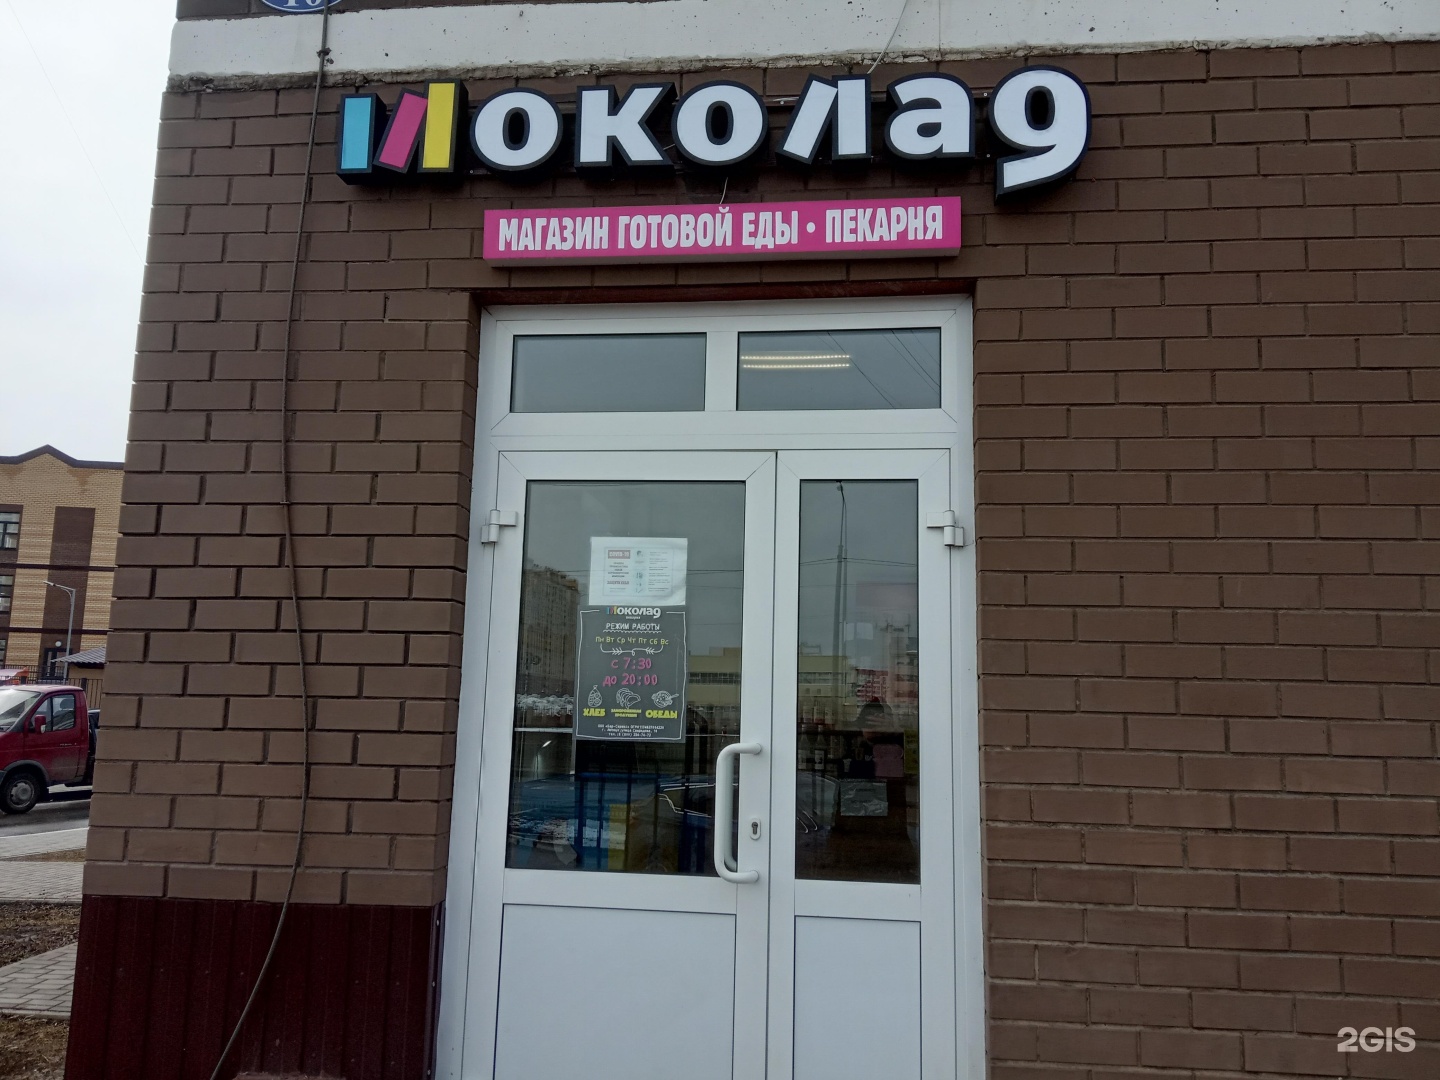 16
Шоколад
МАГАЗИН ГОТОВОЙ ЕДЫ • ПЕКАРНЯ
Шоколад
РЕЖИМ РАБОТЫ
Пн Вт Ср Чт Пт Сб Вс
с 7:30
до 20:00
ХЛЕБ
ОБЕДЫ
2GIS